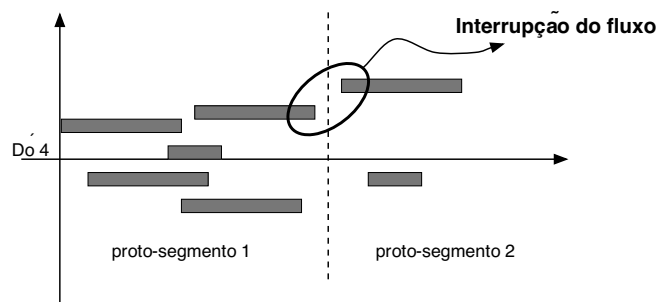 Interrupção do fluxo
Dó 4
proto-segmento 1
proto-segmento 2